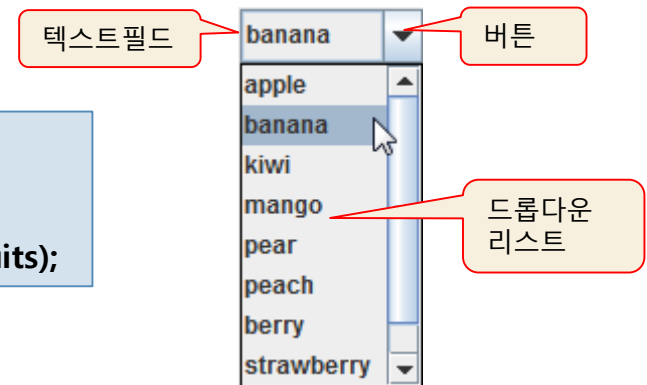 텍스트필드
banana
버튼
apple
banana
kiwi
mango
pear
peach
berry
strawberry
드롭다운
리스트
its);